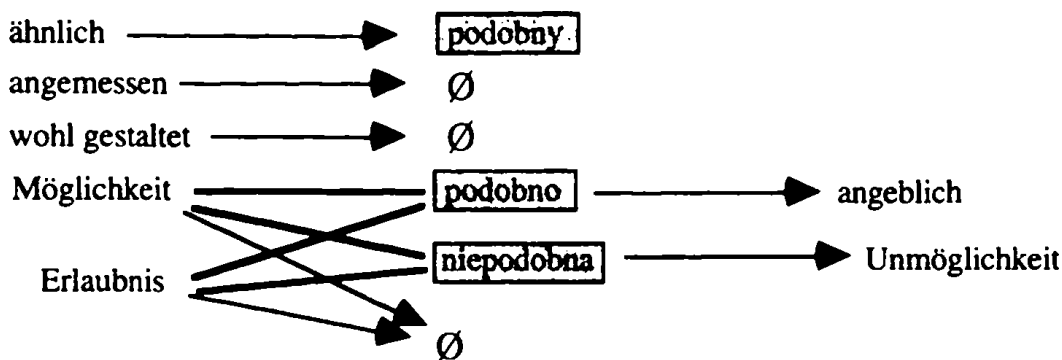 ähnlich podobny
angemessen Ø
wohl gestaltet Ø
Möglichkeit podobno angeblich
Erlaubnis niepodobna Unmöglichkeit
Ø